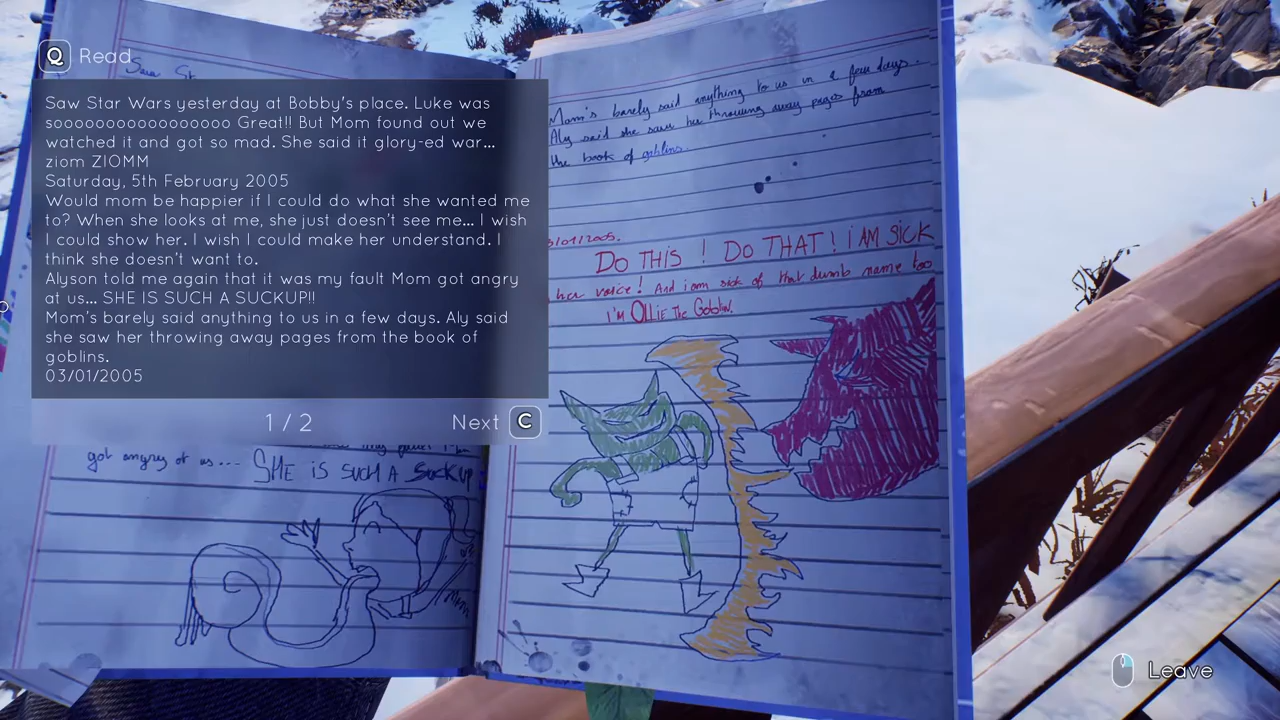 Q Read
Saw Star Wars yesterday at Bobby's place. Luke was
soooooooooooooooo Great!! But Mom found out we
watched it and got so mad. She said it glory-ed war...
ziom ZIOMM
Saturday, 5th February 2005
Would mom be happier if I could do what she wanted me
to? When she looks at me, she just doesn't see me... I wish
I could show her. I wish I could make her understand. I
think she doesn't want to.
Alyson told me again that it was my fault Mom got angry
at us... SHE IS SUCH A SUCKUP!!
Mom's barely said anything to us in a few days. Aly said
she saw her throwing away pages from the book of
goblins.
03/01/2005
1 / 2
Next C
got angry at us... SHE IS SUCH A SUCKUP
Mom's barely said anything to us in a few days.
Aly said she saw her throwing away pages from
the book of goblins.
3/01/2005.
DO THIS ! DO THAT ! i AM SiCK
her voice! And i am sick of that dumb name too
I'M OLLiE THE GobLiN!
Leave